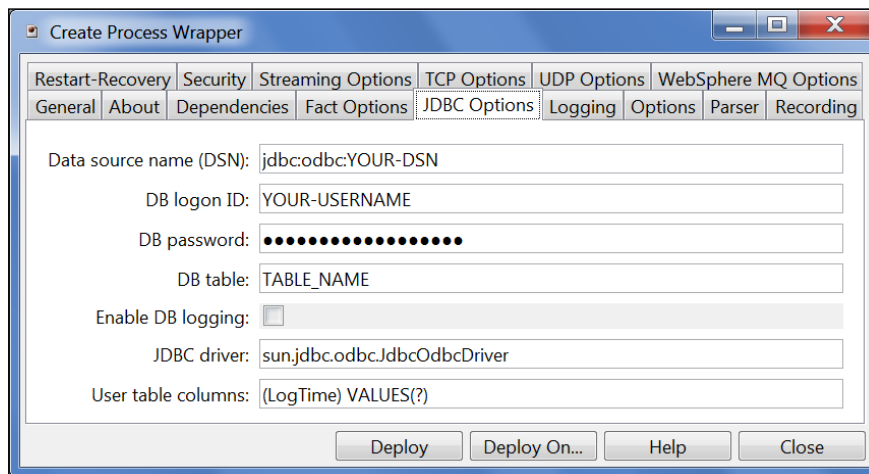 Create Process Wrapper
Restart-Recovery Security Streaming Options TCP Options UDP Options WebSphere MQ Options
General About Dependencies Fact Options JDBC Options Logging Options Parser Recording
Data source name (DSN): jdbc:odbc:YOUR-DSN
DB logon ID: YOUR-USERNAME
DB password: ●●●●●●●●●●●●●●●●●●
DB table: TABLE_NAME
Enable DB logging:
JDBC driver: sun.jdbc.odbc.JdbcOdbcDriver
User table columns: (LogTime) VALUES(?)
Deploy Deploy On... Help Close